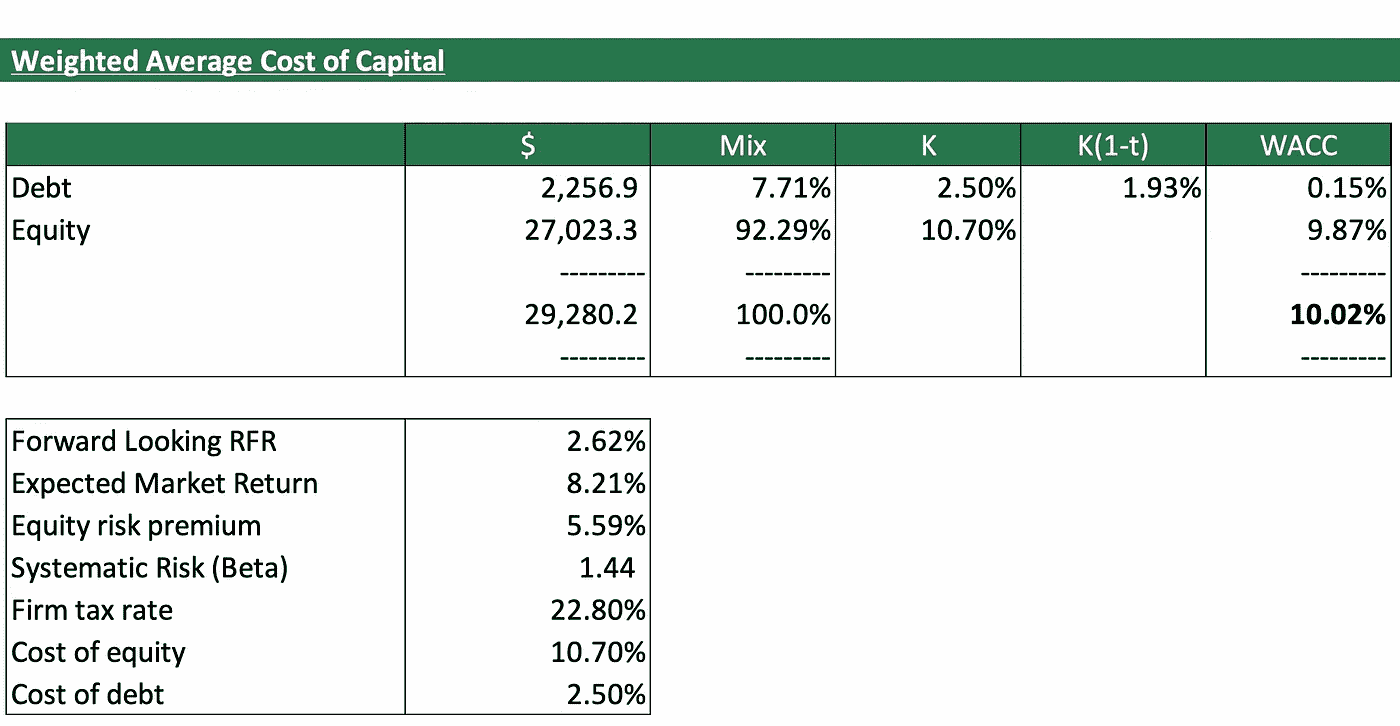 Weighted Average Cost of Capital
$ Mix K K(1-t) WACC
Debt 2,256.9 7.71% 2.50% 1.93% 0.15%
Equity 27,023.3 92.29% 10.70% 9.87%
--------- --------- ---------
29,280.2 100.0% 10.02%
--------- --------- ---------
Forward Looking RFR 2.62%
Expected Market Return 8.21%
Equity risk premium 5.59%
Systematic Risk (Beta) 1.44
Firm tax rate 22.80%
Cost of equity 10.70%
Cost of debt 2.50%